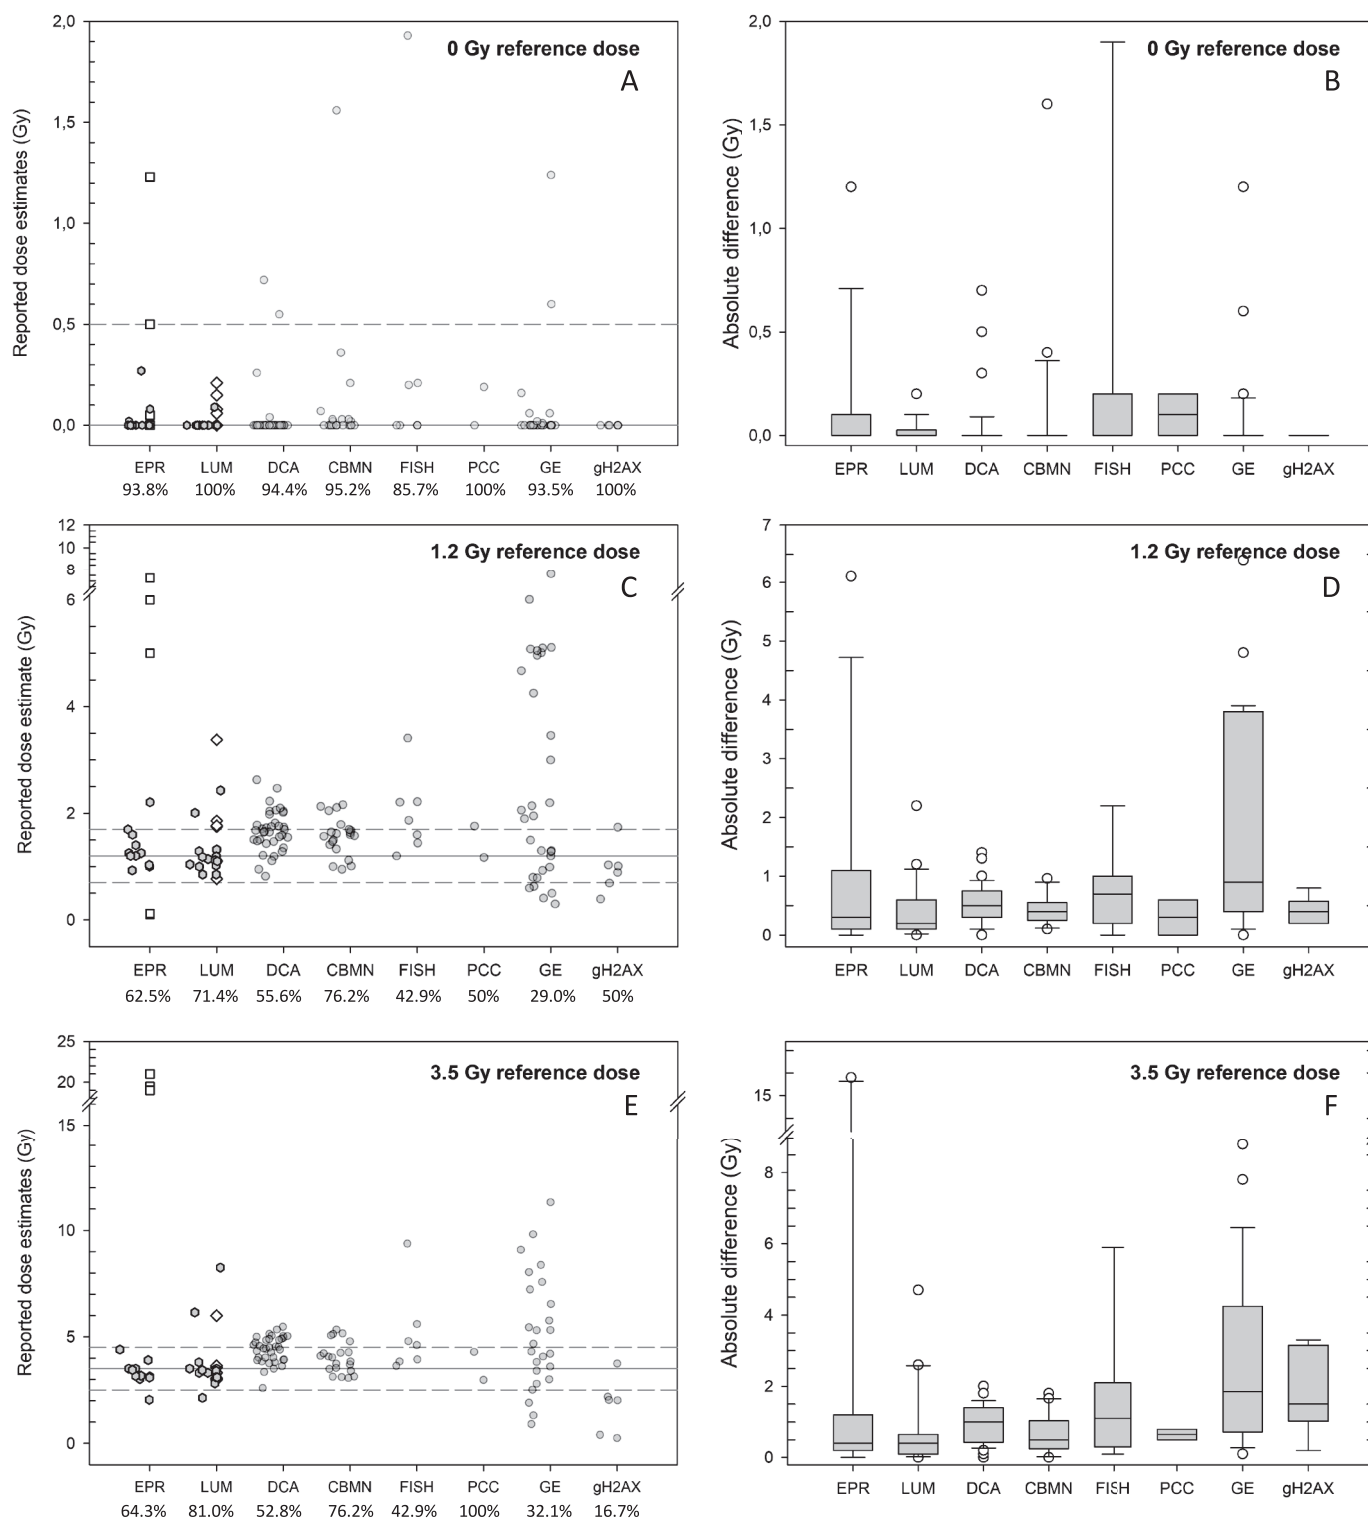 0 Gy reference dose
A
Reported dose estimates (Gy)
2,0
1,5
1,0
0,5
0,0
EPR LUM DCA CBMN FISH PCC GE gH2AX
93.8% 100% 94.4% 95.2% 85.7% 100% 93.5% 100%
0 Gy reference dose
B
Absolute difference (Gy)
2,0
1,5
1,0
0,5
0,0
EPR LUM DCA CBMN FISH PCC GE gH2AX
1.2 Gy reference dose
C
Reported dose estimate (Gy)
12
10
8
6
4
2
0
EPR LUM DCA CBMN FISH PCC GE gH2AX
62.5% 71.4% 55.6% 76.2% 42.9% 50% 29.0% 50%
1.2 Gy reference dose
D
Absolute difference (Gy)
7
6
5
4
3
2
1
0
EPR LUM DCA CBMN FISH PCC GE gH2AX
3.5 Gy reference dose
E
Reported dose estimates (Gy)
25
20
15
10
5
0
EPR LUM DCA CBMN FISH PCC GE gH2AX
64.3% 81.0% 52.8% 76.2% 42.9% 100% 32.1% 16.7%
3.5 Gy reference dose
F
Absolute difference (Gy)
15
8
6
4
2
0
EPR LUM DCA CBMN FISH PCC GE gH2AX